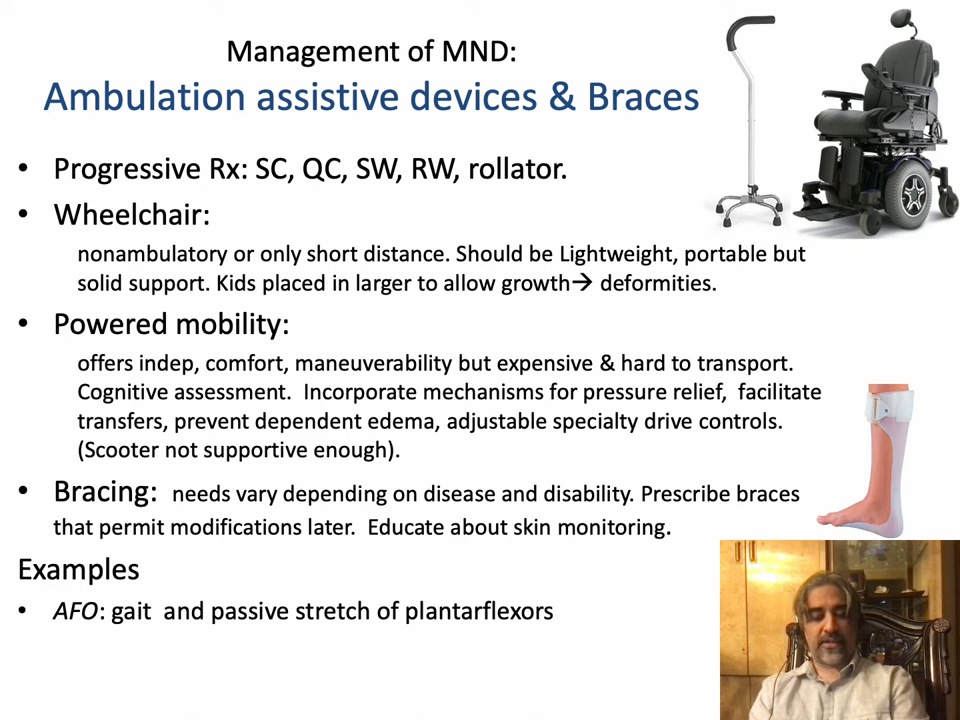 Management of MND:
Ambulation assistive devices & Braces
• Progressive Rx: SC, QC, SW, RW, rollator.
• Wheelchair:
nonambulatory or only short distance. Should be Lightweight, portable but
solid support. Kids placed in larger to allow growth→ deformities.
• Powered mobility:
offers indep, comfort, maneuverability but expensive & hard to transport.
Cognitive assessment.  Incorporate mechanisms for pressure relief,  facilitate
transfers, prevent dependent edema, adjustable specialty drive controls.
(Scooter not supportive enough).
• Bracing:  needs vary depending on disease and disability. Prescribe braces
that permit modifications later.  Educate about skin monitoring.
Examples
• AFO: gait  and passive stretch of plantarflexors